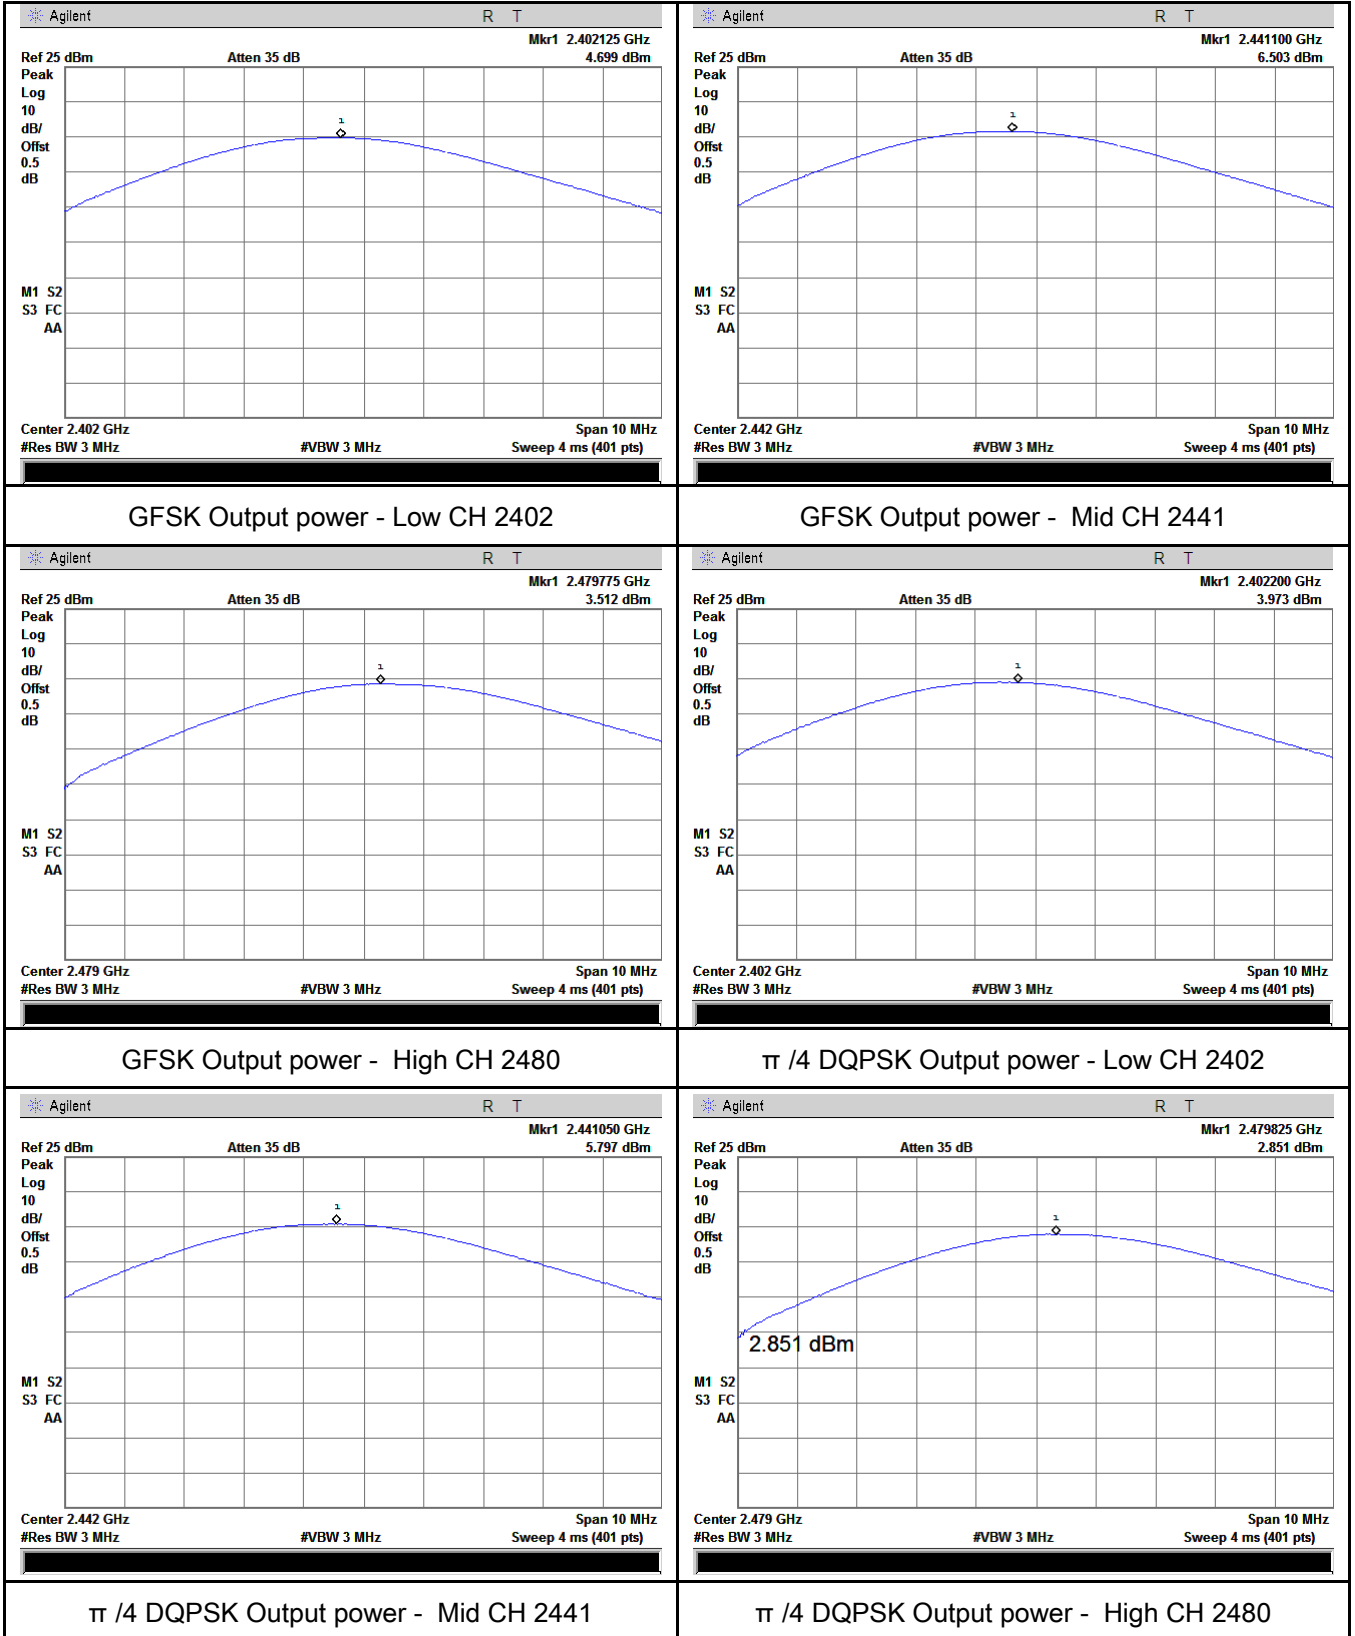 Agilent R T
Mkr1 2.402125 GHz
Ref 25 dBm Atten 35 dB 4.699 dBm
Peak
Log
10
dB/
Offst
0.5
dB
1
M1 S2
S3 FC
AA
Center 2.402 GHz Span 10 MHz
#Res BW 3 MHz #VBW 3 MHz Sweep 4 ms (401 pts)
GFSK Output power - Low CH 2402
Agilent R T
Mkr1 2.441100 GHz
Ref 25 dBm Atten 35 dB 6.503 dBm
Peak
Log
10
dB/
Offst
0.5
dB
1
M1 S2
S3 FC
AA
Center 2.442 GHz Span 10 MHz
#Res BW 3 MHz #VBW 3 MHz Sweep 4 ms (401 pts)
GFSK Output power - Mid CH 2441
Agilent R T
Mkr1 2.479775 GHz
Ref 25 dBm Atten 35 dB 3.512 dBm
Peak
Log
10
dB/
Offst
0.5
dB
1
M1 S2
S3 FC
AA
Center 2.479 GHz Span 10 MHz
#Res BW 3 MHz #VBW 3 MHz Sweep 4 ms (401 pts)
GFSK Output power - High CH 2480
Agilent R T
Mkr1 2.402200 GHz
Ref 25 dBm Atten 35 dB 3.973 dBm
Peak
Log
10
dB/
Offst
0.5
dB
1
M1 S2
S3 FC
AA
Center 2.402 GHz Span 10 MHz
#Res BW 3 MHz #VBW 3 MHz Sweep 4 ms (401 pts)
π /4 DQPSK Output power - Low CH 2402
Agilent R T
Mkr1 2.441050 GHz
Ref 25 dBm Atten 35 dB 5.797 dBm
Peak
Log
10
dB/
Offst
0.5
dB
1
M1 S2
S3 FC
AA
Center 2.442 GHz Span 10 MHz
#Res BW 3 MHz #VBW 3 MHz Sweep 4 ms (401 pts)
π /4 DQPSK Output power - Mid CH 2441
Agilent R T
Mkr1 2.479825 GHz
Ref 25 dBm Atten 35 dB 2.851 dBm
Peak
Log
10
dB/
Offst
0.5
dB
1
2.851 dBm
M1 S2
S3 FC
AA
Center 2.479 GHz Span 10 MHz
#Res BW 3 MHz #VBW 3 MHz Sweep 4 ms (401 pts)
π /4 DQPSK Output power - High CH 2480